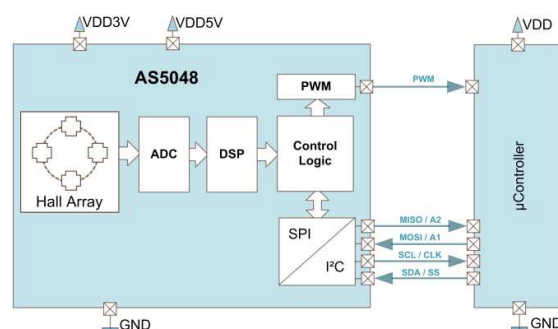 VDD3V
VDD5V
VDD
AS5048
PWM
PWM
Hall Array
ADC
DSP
Control
Logic
µController
SPI
I²C
MISO / A2
MOSI / A1
SCL / CLK
SDA / SS
GND
GND